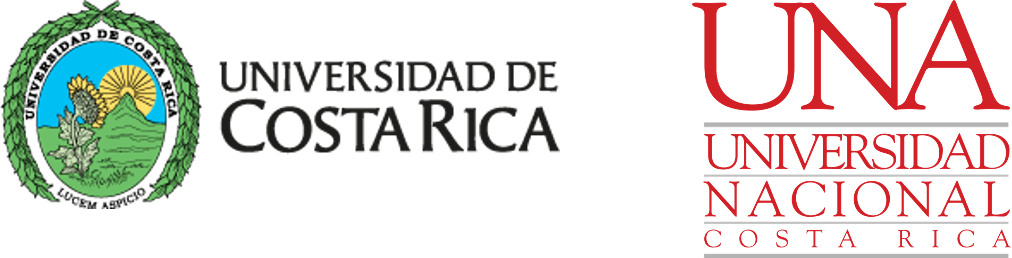 UNIVERSIDAD DE COSTA RICA
LUCEM ASPICIO
UNIVERSIDAD DE
COSTA RICA
UNA
UNIVERSIDAD
NACIONAL
COSTA RICA